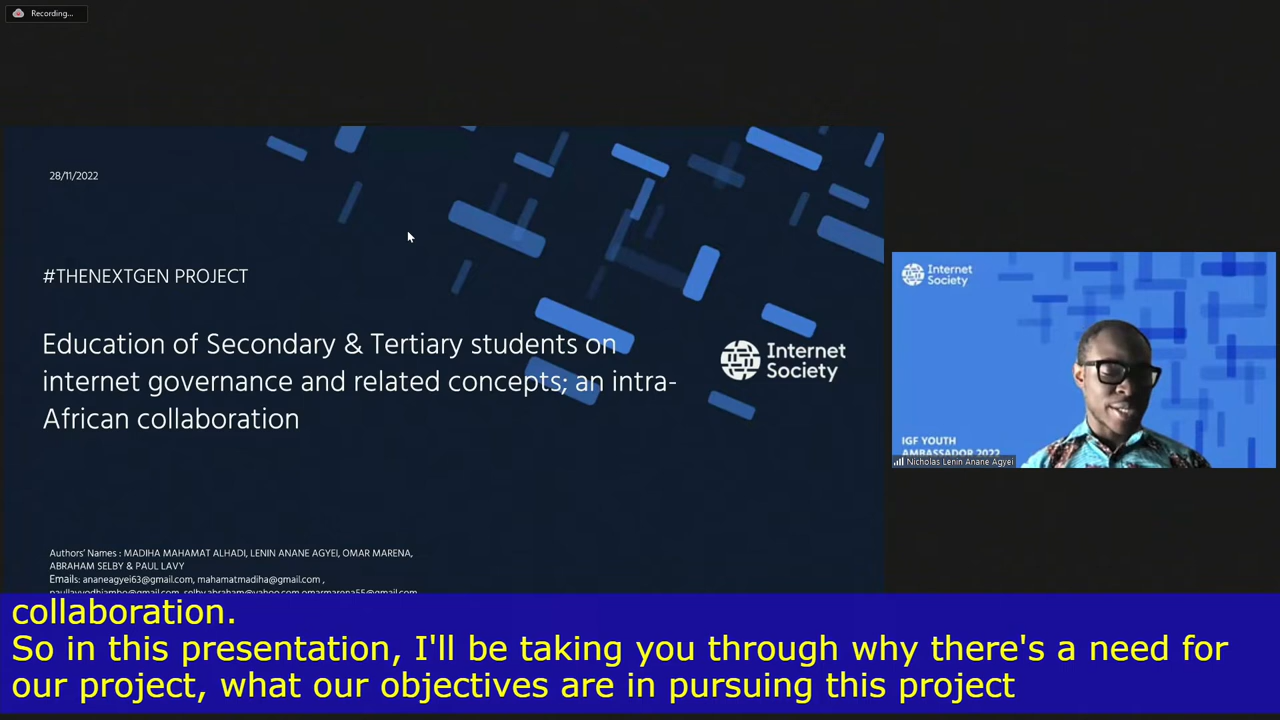 Recording...
28/11/2022
#THENEXTGEN PROJECT
Education of Secondary & Tertiary students on
internet governance and related concepts; an intra-
African collaboration
Internet
Society
Authors' Names : MADIHA MAHAMAT ALHADI, LENIN ANANE AGYEI, OMAR MARENA,
ABRAHAM SELBY & PAUL LAVY
Emails: ananeagyei63@gmail.com, mahamatmadiha@gmail.com ,
Internet
Society
IGF YOUTH
AMBASSADOR 2022
Nicholas Lenin Anane Agyei
collaboration.
So in this presentation, I'll be taking you through why there's a need for
our project, what our objectives are in pursuing this project